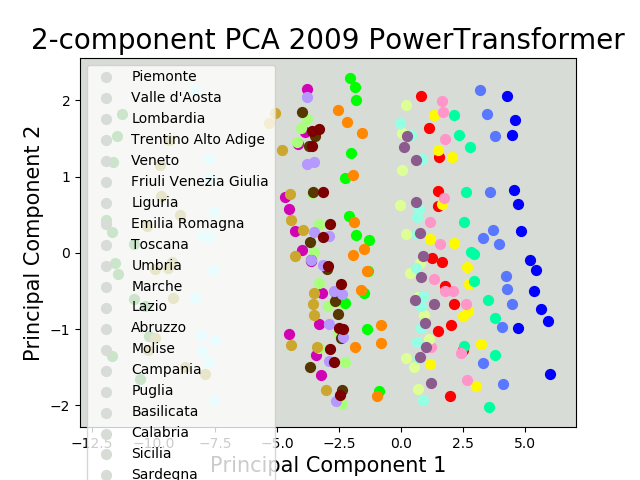 2-component PCA 2009 PowerTransformer
Piemonte
Valle d'Aosta
Lombardia
Trentino Alto Adige
Veneto
Friuli Venezia Giulia
Liguria
Emilia Romagna
Toscana
Umbria
Marche
Lazio
Abruzzo
Molise
Campania
Puglia
Basilicata
Calabria
Sicilia
Sardegna
Principal Component 2
2
1
0
−1
−2
−12.5 −10.0 −7.5 −5.0 −2.5 0.0 2.5 5.0
Principal Component 1